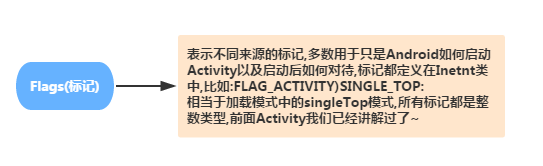 Flags(标记)
表示不同来源的标记,多数用于只是Android如何启动
Activity以及启动后如何对待,标记都定义在Inetnt类
中,比如:FLAG_ACTIVITY)SINGLE_TOP:
相当于加载模式中的singleTop模式,所有标记都是整
数类型,前面Activity我们已经讲解过了~